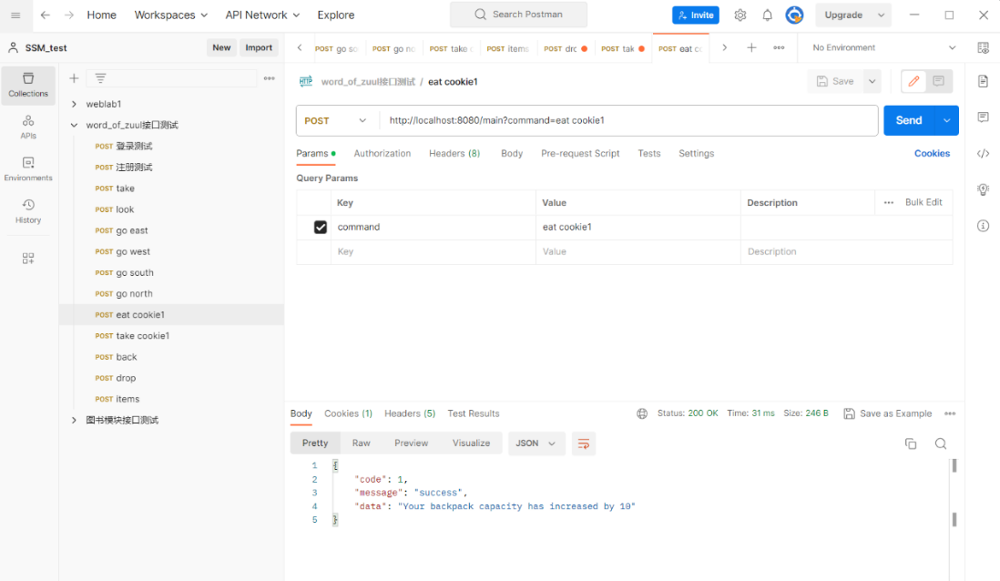 Home Workspaces API Network Explore Search Postman Invite Upgrade
SSM_test New Import
POST go so POST go no POST take c POST items POST drc POST tak POST eat cc No Environment
Collections
APIs
Environments
History
weblab1
word_of_zuul接口测试
POST 登录测试
POST 注册测试
POST take
POST look
POST go east
POST go west
POST go south
POST go north
POST eat cookie1
POST take cookie1
POST back
POST drop
POST items
图书模块接口测试
HTTP word_of_zuul接口测试 / eat cookie1 Save
POST http://localhost:8080/main?command=eat cookie1 Send
Params Authorization Headers (8) Body Pre-request Script Tests Settings Cookies
Query Params
Key Value Description Bulk Edit
command eat cookie1
Key Value Description
Body Cookies (1) Headers (5) Test Results Status: 200 OK Time: 31 ms Size: 246 B Save as Example
Pretty Raw Preview Visualize JSON
1 {
2 "code": 1,
3 "message": "success",
4 "data": "Your backpack capacity has increased by 10"
5 }